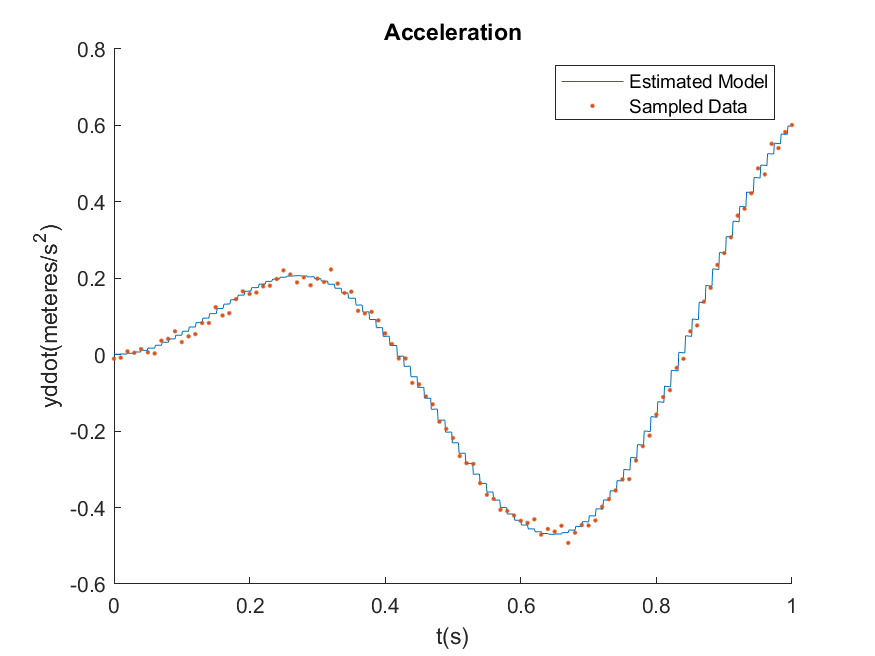 Acceleration
Estimated Model
Sampled Data
0.8
0.6
0.4
0.2
0
-0.2
-0.4
-0.6
yddot(meteres/s²)
0 0.2 0.4 0.6 0.8 1
t(s)